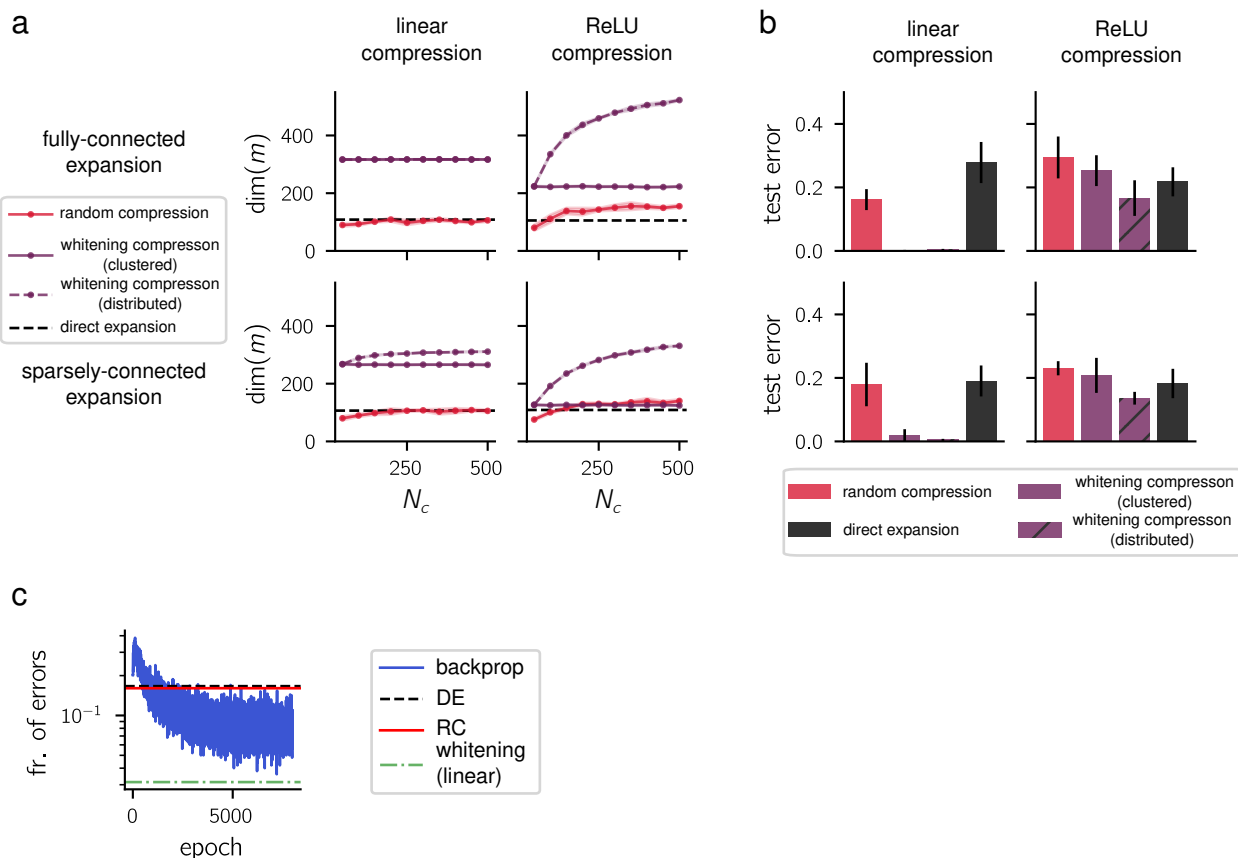 a
linear
compression
ReLU
compression
fully-connected
expansion
400
200
0
dim(m)
random compression
whitening compresson
(clustered)
whitening compresson
(distributed)
direct expansion
sparsely-connected
expansion
400
200
0
dim(m)
250
500
N_c
250
500
N_c
b
linear
compression
ReLU
compression
0.4
0.2
0.0
test error
0.4
0.2
0.0
test error
random compression
whitening compresson
(clustered)
direct expansion
whitening compresson
(distributed)
c
fr. of errors
10⁻¹
0
5000
epoch
backprop
DE
RC
whitening
(linear)